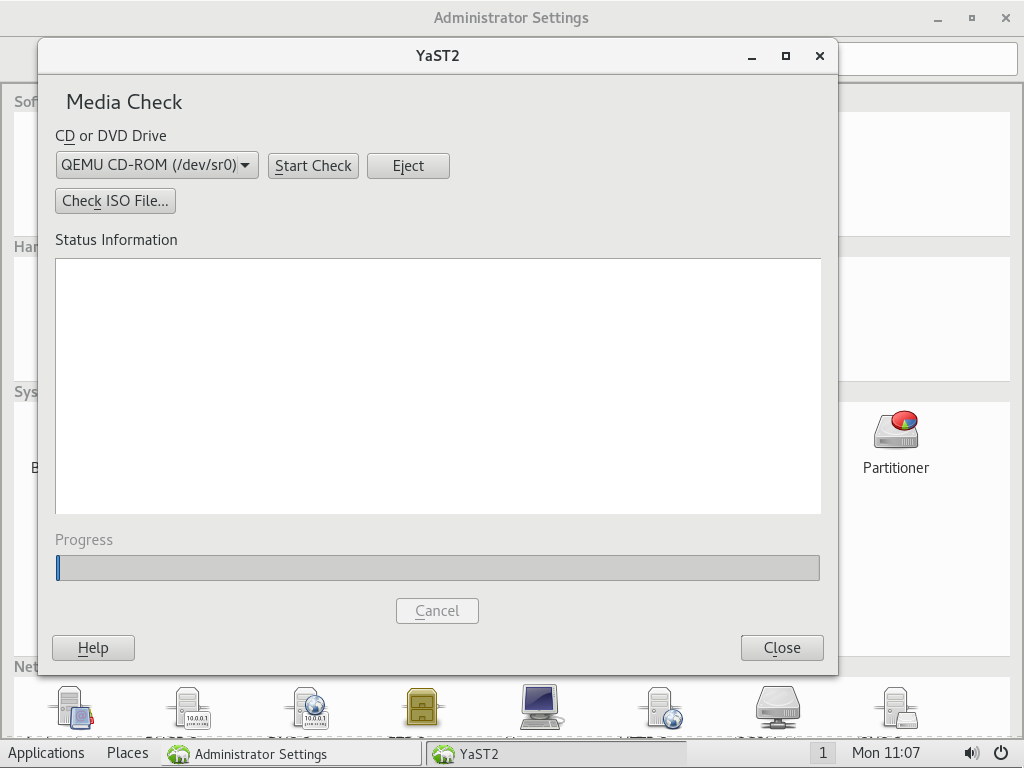 Administrator Settings
YaST2
Media Check
CD or DVD Drive
QEMU CD-ROM (/dev/sr0)
Start Check
Eject
Check ISO File...
Status Information
Progress
Cancel
Help
Close
Sof
Har
Sys
B
Partitioner
Net
10.0.0.1
10.0.0.1
Applications
Places
Administrator Settings
YaST2
1
Mon 11:07